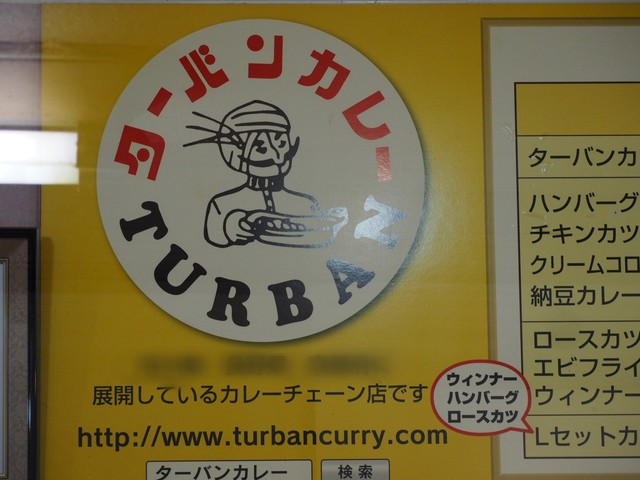 ターバンカレー
TURBAN
展開しているカレーチェーン店です
http://www.turbancurry.com
ターバンカレー 検索
ターバンカ
ハンバーグ
チキンカツ
クリームコロ
納豆カレー
ロースカツ
エビフライ
ウィンナー
Lセットカ
ウィンナー
ハンバーグ
ロースカツ